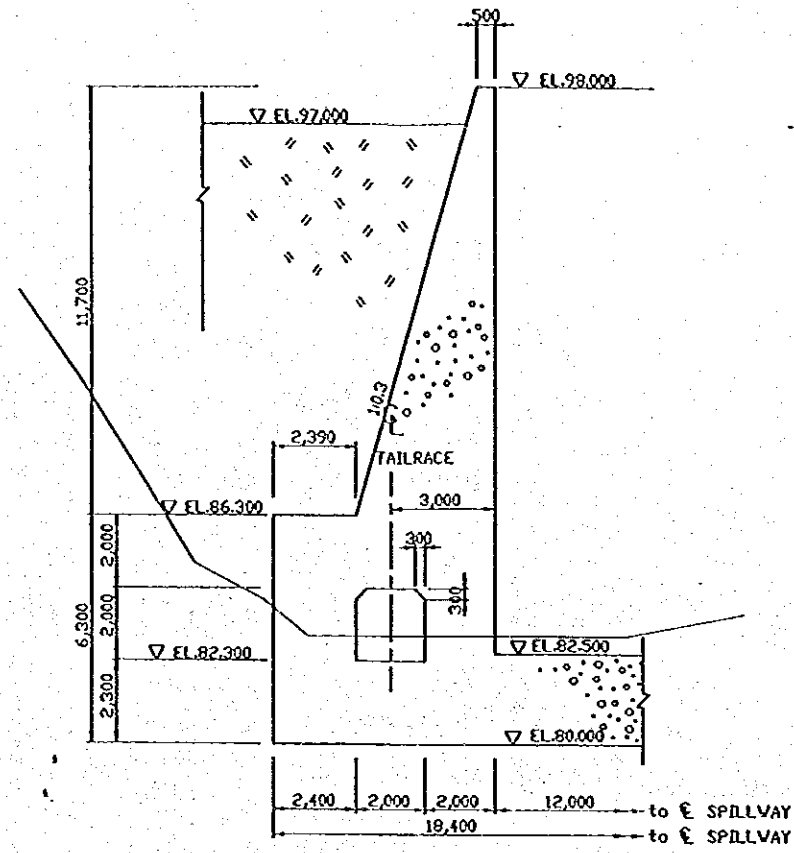 500
▽ EL.98.000
▽ EL.97.000
11,700
1:0.3
2,390
℄
TAILRACE
3,000
▽ EL.86.300
2,000
300
300
6,300
2,000
▽ EL.82.500
▽ EL.82.300
2,300
▽ EL.80.000
2,400
2,000
2,000
12,000
to ℄ SPILLWAY
18,400
to ℄ SPILLWAY